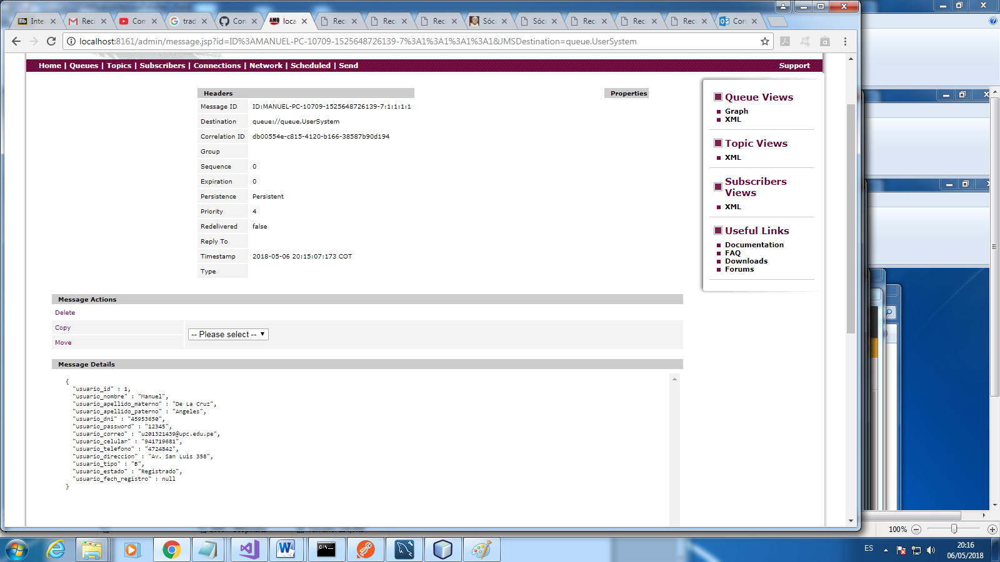 Inte
Reci
Con
trad
Con
loca
Rec
Rec
Rec
Sóc
Sóc
Rec
Rec
Rec
Corr
localhost:8161/admin/message.jsp?id=ID%3AMANUEL-PC-10709-1525648726139-7%3A1%3A1%3A1%3A1&JMSDestination=queue.UserSystem
Home | Queues | Topics | Subscribers | Connections | Network | Scheduled | Send
Support
Headers
Message ID ID:MANUEL-PC-10709-1525648726139-7:1:1:1:1
Destination queue://queue.UserSystem
Correlation ID db00554e-c815-4120-b166-38587b90d194
Group
Sequence 0
Expiration 0
Persistence Persistent
Priority 4
Redelivered false
Reply To
Timestamp 2018-05-06 20:15:07:173 COT
Type
Properties
Queue Views
Graph
XML
Topic Views
XML
Subscribers
Views
XML
Useful Links
Documentation
FAQ
Downloads
Forums
Message Actions
Delete
Copy
-- Please select --
Move
Message Details
{
"usuario_id" : 1,
"usuario_nombre" : "Manuel",
"usuario_apellido_materno" : "De La Cruz",
"usuario_apellido_paterno" : "Angeles",
"usuario_dni" : "45953650",
"usuario_password" : "12345",
"usuario_correo" : "u201321439@upc.edu.pe",
"usuario_celular" : "941719681",
"usuario_telefono" : "4724842",
"usuario_direccion" : "Av. San Luis 358",
"usuario_tipo" : "B",
"usuario_estado" : "Registrado",
"usuario_fech_registro" : null
}
100%
ES
20:16
06/05/2018